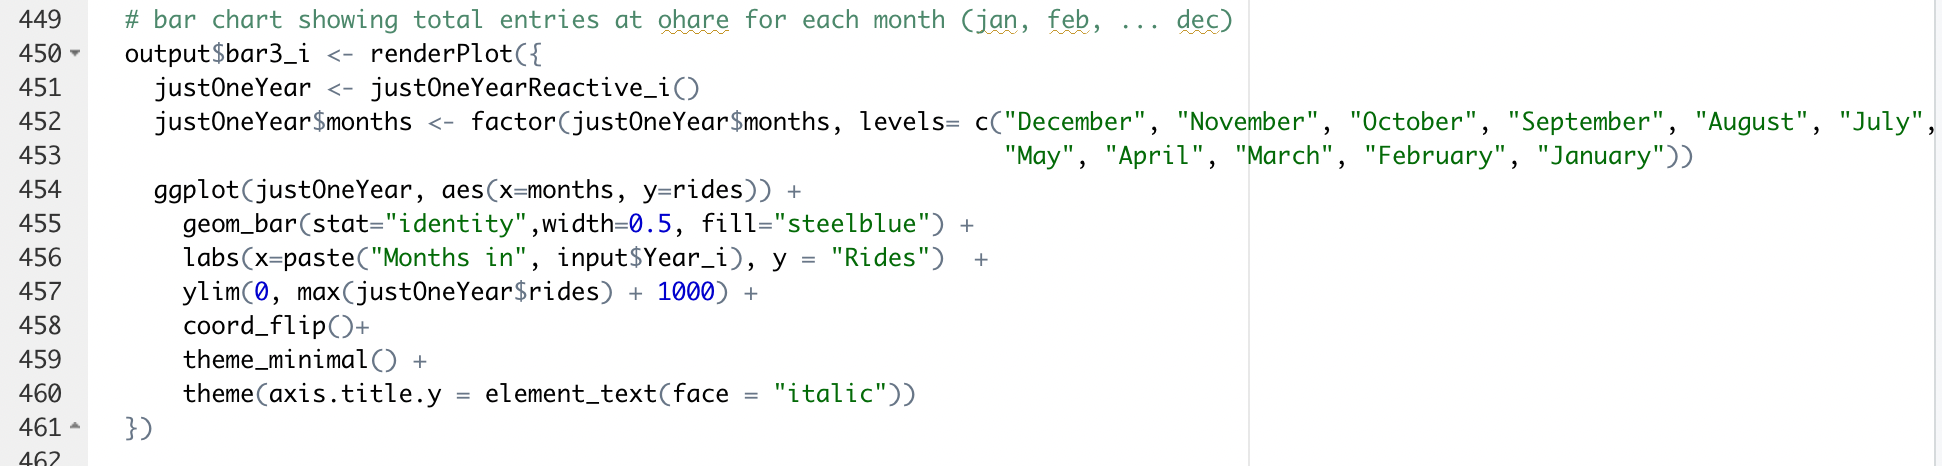 449 # bar chart showing total entries at ohare for each month (jan, feb, ... dec)
450 output$bar3_i <- renderPlot({
451 justOneYear <- justOneYearReactive_i()
452 justOneYear$months <- factor(justOneYear$months, levels= c("December", "November", "October", "September", "August", "July",
453 "May", "April", "March", "February", "January"))
454 ggplot(justOneYear, aes(x=months, y=rides)) +
455 geom_bar(stat="identity",width=0.5, fill="steelblue") +
456 labs(x=paste("Months in", input$Year_i), y = "Rides")  +
457 ylim(0, max(justOneYear$rides) + 1000) +
458 coord_flip()+
459 theme_minimal() +
460 theme(axis.title.y = element_text(face = "italic"))
461 })
462